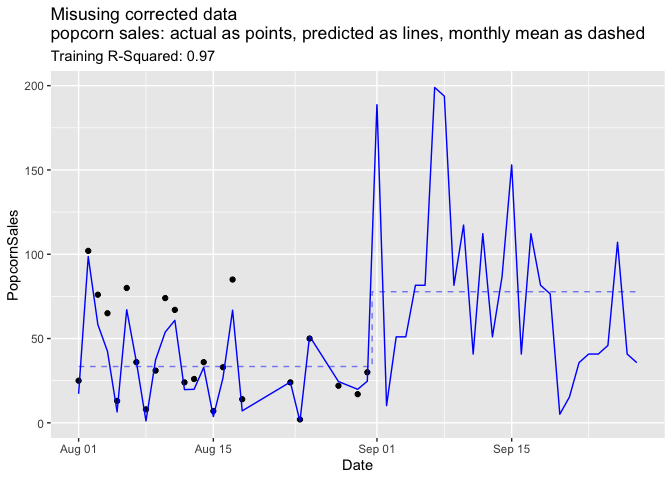 Misusing corrected data
popcorn sales: actual as points, predicted as lines, monthly mean as dashed
Training R-Squared: 0.97
200
150
100
50
0
PopcornSales
Aug 01
Aug 15
Sep 01
Sep 15
Date